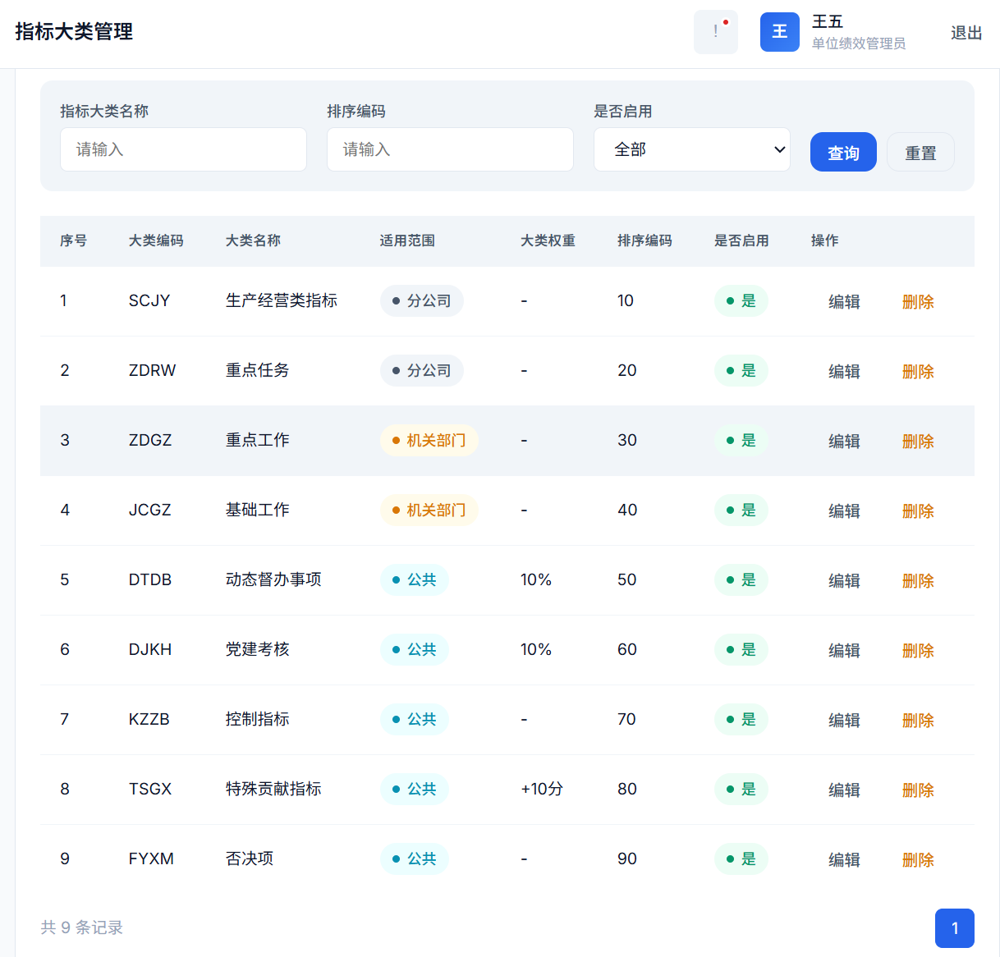 指标大类管理
!
王
王五
单位绩效管理员
退出
指标大类名称 排序编码 是否启用
请输入 请输入 全部 查询 重置
序号 大类编码 大类名称 适用范围 大类权重 排序编码 是否启用 操作
1 SCJY 生产经营类指标 分公司 - 10 是 编辑 删除
2 ZDRW 重点任务 分公司 - 20 是 编辑 删除
3 ZDGZ 重点工作 机关部门 - 30 是 编辑 删除
4 JCGZ 基础工作 机关部门 - 40 是 编辑 删除
5 DTDB 动态督办事项 公共 10% 50 是 编辑 删除
6 DJKH 党建考核 公共 10% 60 是 编辑 删除
7 KZZB 控制指标 公共 - 70 是 编辑 删除
8 TSGX 特殊贡献指标 公共 +10分 80 是 编辑 删除
9 FYXM 否决项 公共 - 90 是 编辑 删除
共 9 条记录 1